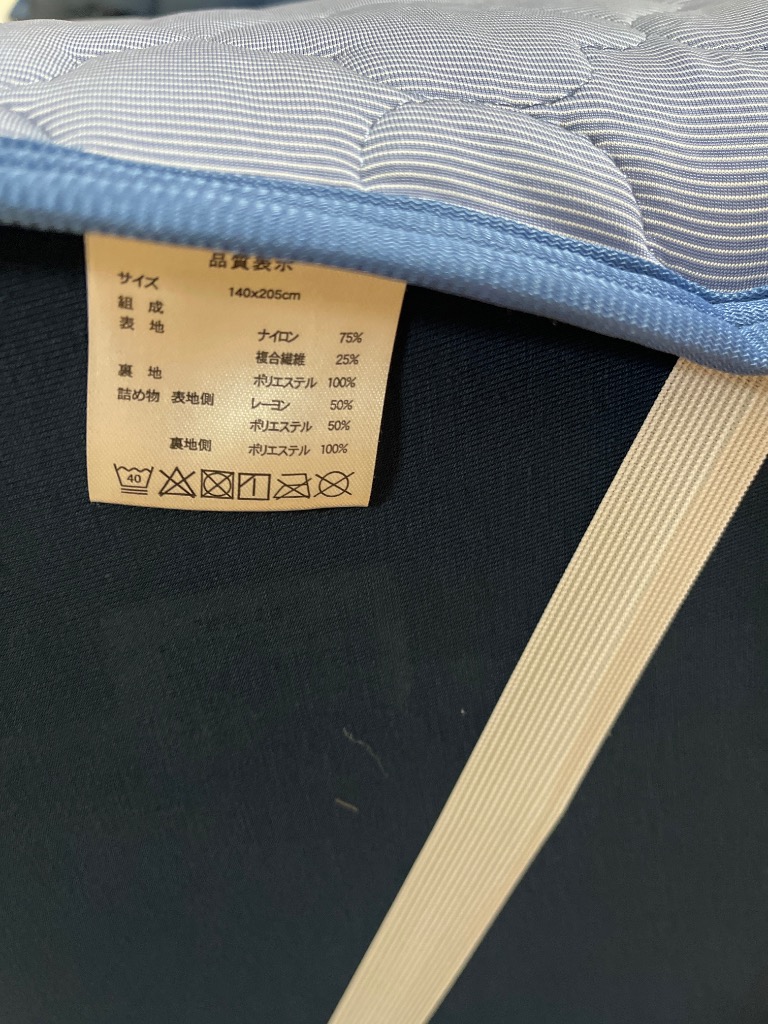 品質表示
サイズ 140x205cm
組 成
表 地
ナイロン 75%
複合繊維 25%
裏 地 ポリエステル 100%
詰め物 表地側 レーヨン 50%
ポリエステル 50%
裏地側 ポリエステル 100%
40